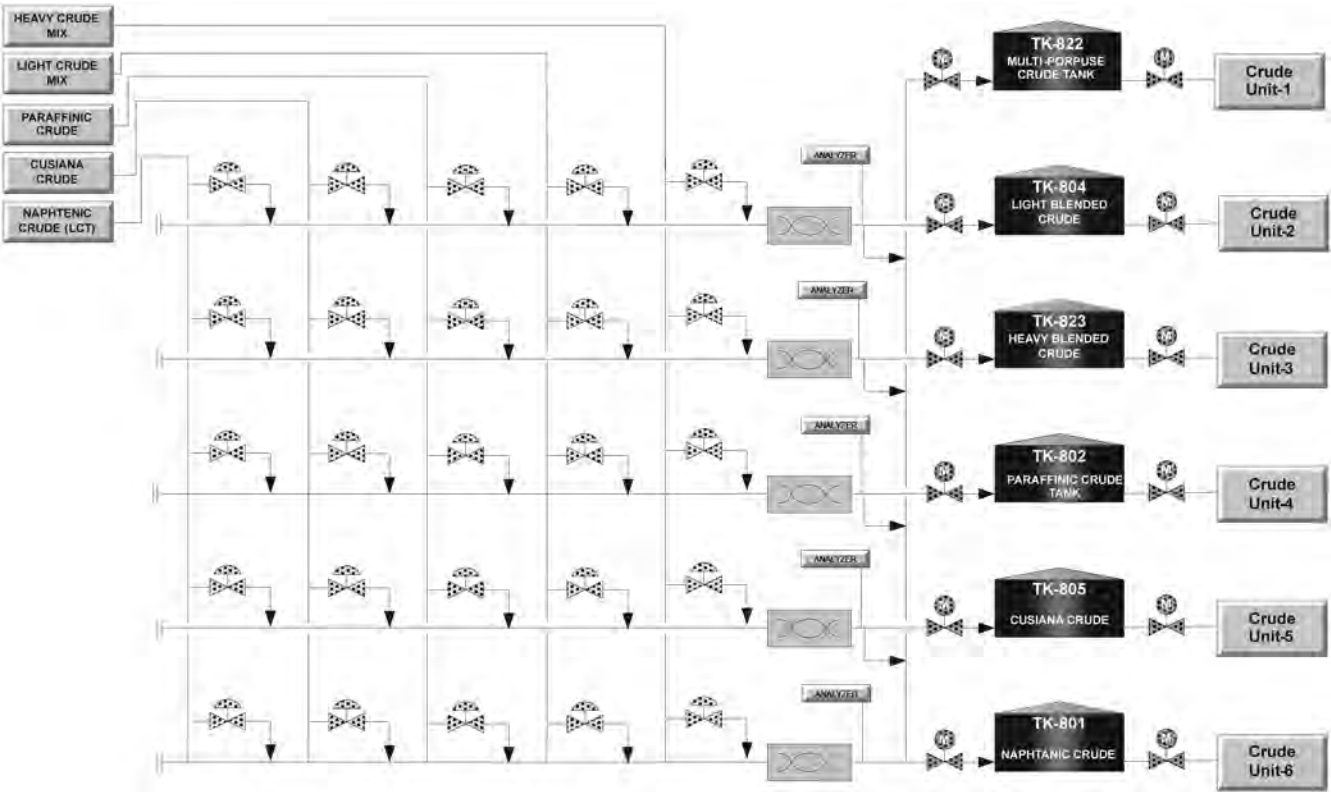 HEAVY CRUDE
MIX
LIGHT CRUDE
MIX
PARAFFINIC
CRUDE
CUSIANA
CRUDE
NAPHTENIC
CRUDE (LCT)
ANALYZER
ANALYZER
ANALYZER
ANALYZER
ANALYZER
M
TK-822
MULTI-PORPUSE
CRUDE TANK
M
Crude
Unit-1
M
TK-804
LIGHT BLENDED
CRUDE
M
Crude
Unit-2
M
TK-823
HEAVY BLENDED
CRUDE
M
Crude
Unit-3
M
TK-802
PARAFFINIC CRUDE
TANK
M
Crude
Unit-4
M
TK-805
CUSIANA CRUDE
M
Crude
Unit-5
M
TK-801
NAPHTANIC CRUDE
M
Crude
Unit-6